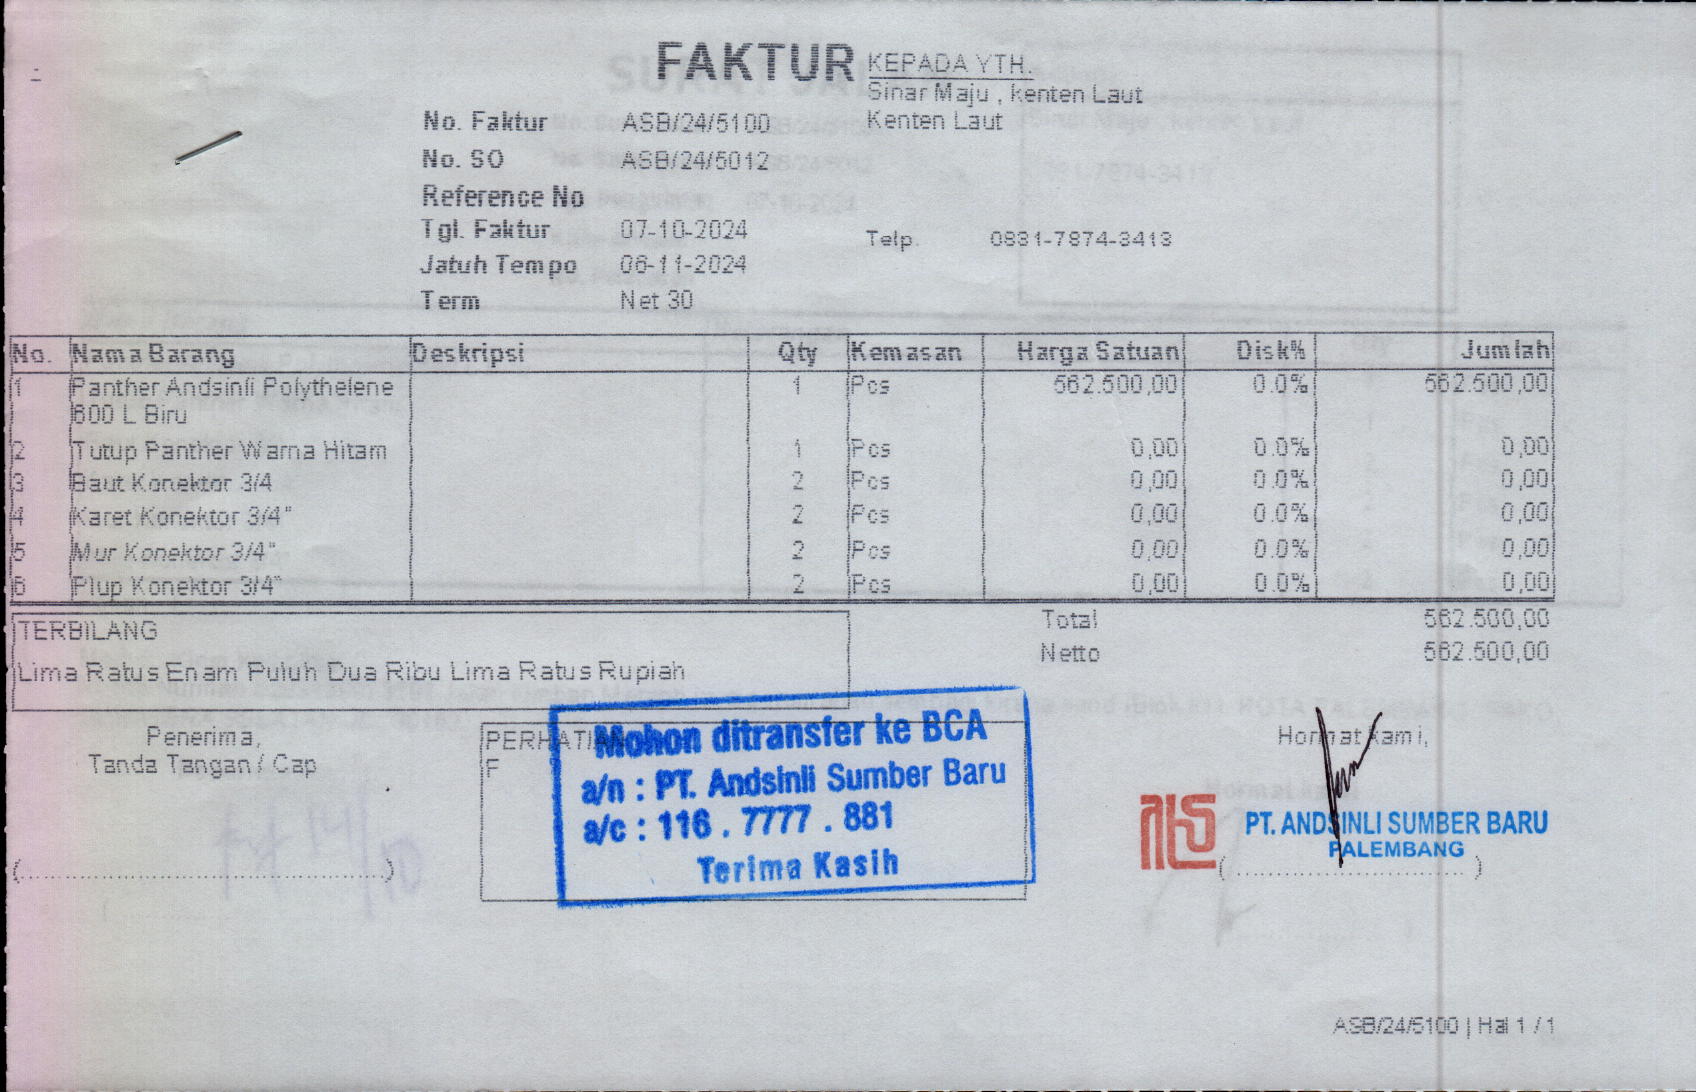 FAKTUR
KEPADA YTH.
Sinar Maju , kenten Laut
Kenten Laut
No. Faktur ASB/24/5100
No. SO ASB/24/5012
Reference No
Tgl. Faktur 07-10-2024
Telp. 0831-7874-3413
Jatuh Tempo 06-11-2024
Term Net 30
No. Nama Barang Deskripsi Qty Kemasan Harga Satuan Disk% Jumlah
1 Panther Andsinli Polythelene 1 Pcs 562.500,00 0.0% 562.500,00
600 L Biru
2 Tutup Panther Warna Hitam 1 Pcs 0,00 0.0% 0,00
3 Baut Konektor 3/4 2 Pcs 0,00 0.0% 0,00
4 Karet Konektor 3/4" 2 Pcs 0,00 0.0% 0,00
5 Mur Konektor 3/4" 2 Pcs 0,00 0.0% 0,00
6 Plup Konektor 3/4" 2 Pcs 0,00 0.0% 0,00
Total 562.500,00
Netto 562.500,00
TERBILANG
Lima Ratus Enam Puluh Dua Ribu Lima Ratus Rupiah
Penerima,
Tanda Tangan / Cap
(..............................)
PERHATIAN
F
Mohon ditransfer ke BCA
a/n : PT. Andsinli Sumber Baru
a/c : 116 . 7777 . 881
Terima Kasih
Hormat kami,
PT. ANDSINLI SUMBER BARU
PALEMBANG
(..............................)
ASB/24/5100 | Hal 1 / 1